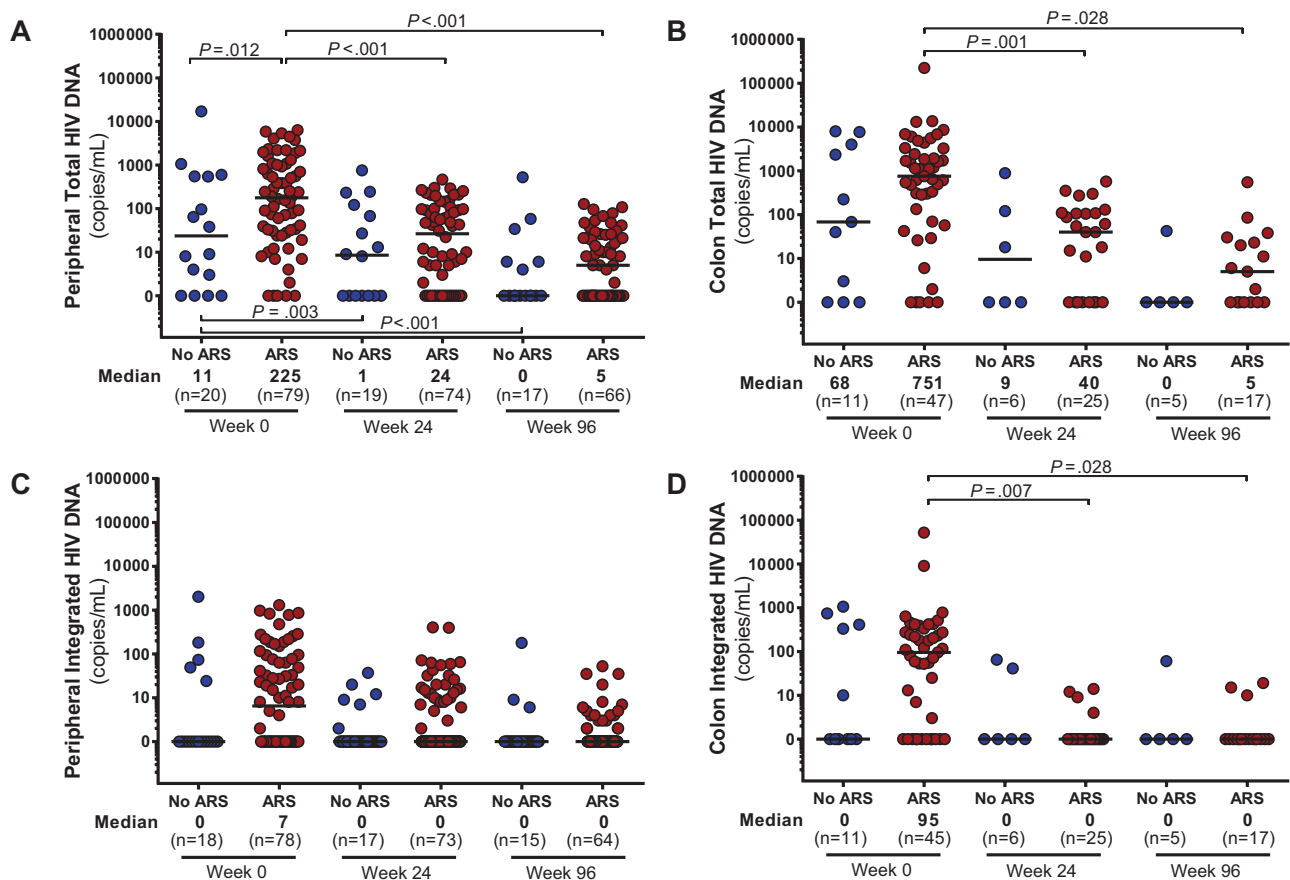 A
P<.001
P=.012
P<.001
Peripheral Total HIV DNA
(copies/mL)
1000000
100000
10000
1000
100
10
0
P=.003
P<.001
No ARS ARS No ARS ARS No ARS ARS
Median 11 225 1 24 0 5
(n=20) (n=79) (n=19) (n=74) (n=17) (n=66)
Week 0 Week 24 Week 96
B
P=.028
P=.001
Colon Total HIV DNA
(copies/mL)
1000000
100000
10000
1000
100
10
0
No ARS ARS No ARS ARS No ARS ARS
Median 68 751 9 40 0 5
(n=11) (n=47) (n=6) (n=25) (n=5) (n=17)
Week 0 Week 24 Week 96
C
Peripheral Integrated HIV DNA
(copies/mL)
1000000
100000
10000
1000
100
10
0
No ARS ARS No ARS ARS No ARS ARS
Median 0 7 0 0 0 0
(n=18) (n=78) (n=17) (n=73) (n=15) (n=64)
Week 0 Week 24 Week 96
D
P=.028
P=.007
Colon Integrated HIV DNA
(copies/mL)
1000000
100000
10000
1000
100
10
0
No ARS ARS No ARS ARS No ARS ARS
Median 0 95 0 0 0 0
(n=11) (n=45) (n=6) (n=25) (n=5) (n=17)
Week 0 Week 24 Week 96